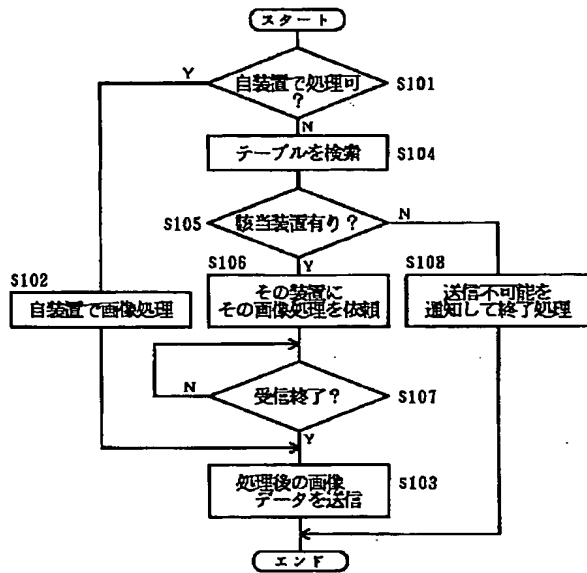 スタート
Y
自装置で処理可
?
S101
N
テーブルを検索
S104
S105
該当装置有り?
N
S102
S106
Y
S108
自装置で画像処理
その装置に
その画像処理を依頼
送信不可能を
通知して終了処理
N
受信終了?
S107
Y
処理後の画像
データを送信
S103
エンド